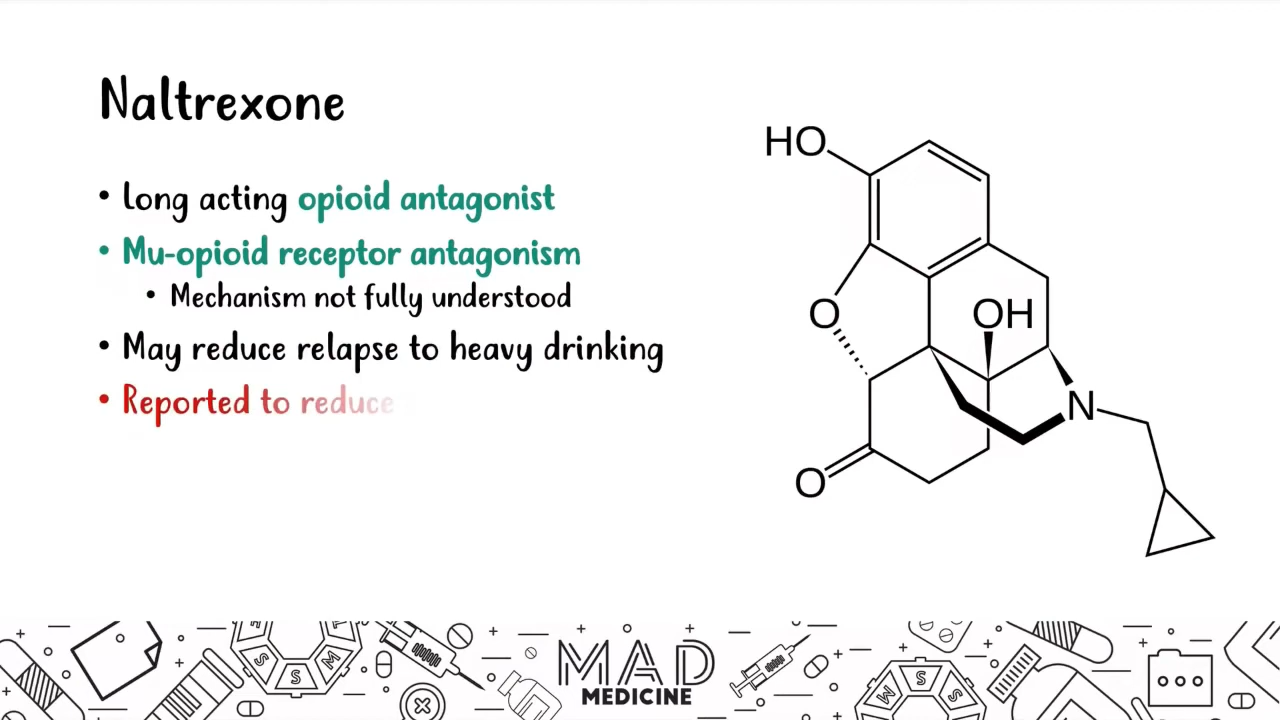 Naltrexone
• Long acting opioid antagonist
• Mu-opioid receptor antagonism
• Mechanism not fully understood
• May reduce relapse to heavy drinking
• Reported to reduce
HO
O
OH
N
O
MAD
MEDICINE
S
S
M
M
S
S